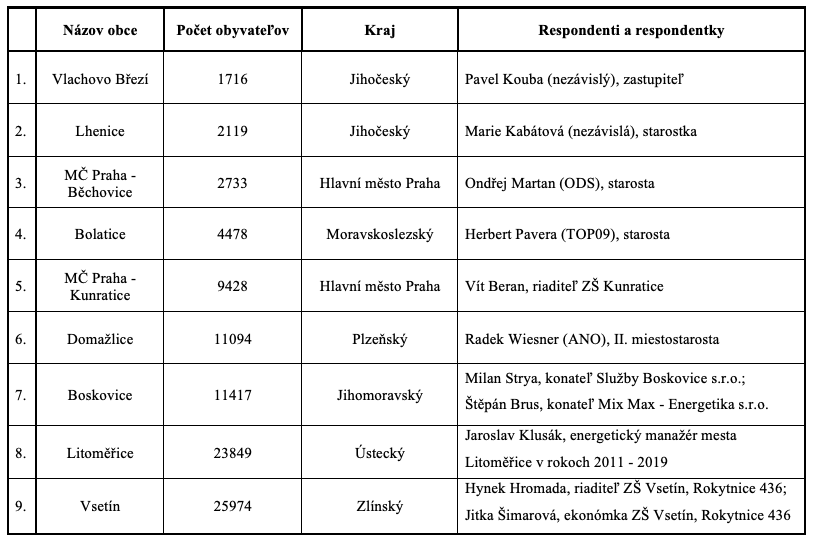 Názov obce Počet obyvateľov Kraj Respondenti a respondentky
1. Vlachovo Březí 1716 Jihočeský Pavel Kouba (nezávislý), zastupiteľ
2. Lhenice 2119 Jihočeský Marie Kabátová (nezávislá), starostka
3. MČ Praha -
Běchovice 2733 Hlavní město Praha Ondřej Martan (ODS), starosta
4. Bolatice 4478 Moravskoslezský Herbert Pavera (TOP09), starosta
5. MČ Praha -
Kunratice 9428 Hlavní město Praha Vít Beran, riaditeľ ZŠ Kunratice
6. Domažlice 11094 Plzeňský Radek Wiesner (ANO), II. miestostarosta
7. Boskovice 11417 Jihomoravský Milan Strya, konateľ Služby Boskovice s.r.o.;
Štěpán Brus, konateľ Mix Max - Energetika s.r.o.
8. Litoměřice 23849 Ústecký Jaroslav Klusák, energetický manažér mesta
Litoměřice v rokoch 2011 - 2019
9. Vsetín 25974 Zlínský Hynek Hromada, riaditeľ ZŠ Vsetín, Rokytnice 436;
Jitka Šimarová, ekonómka ZŠ Vsetín, Rokytnice 436